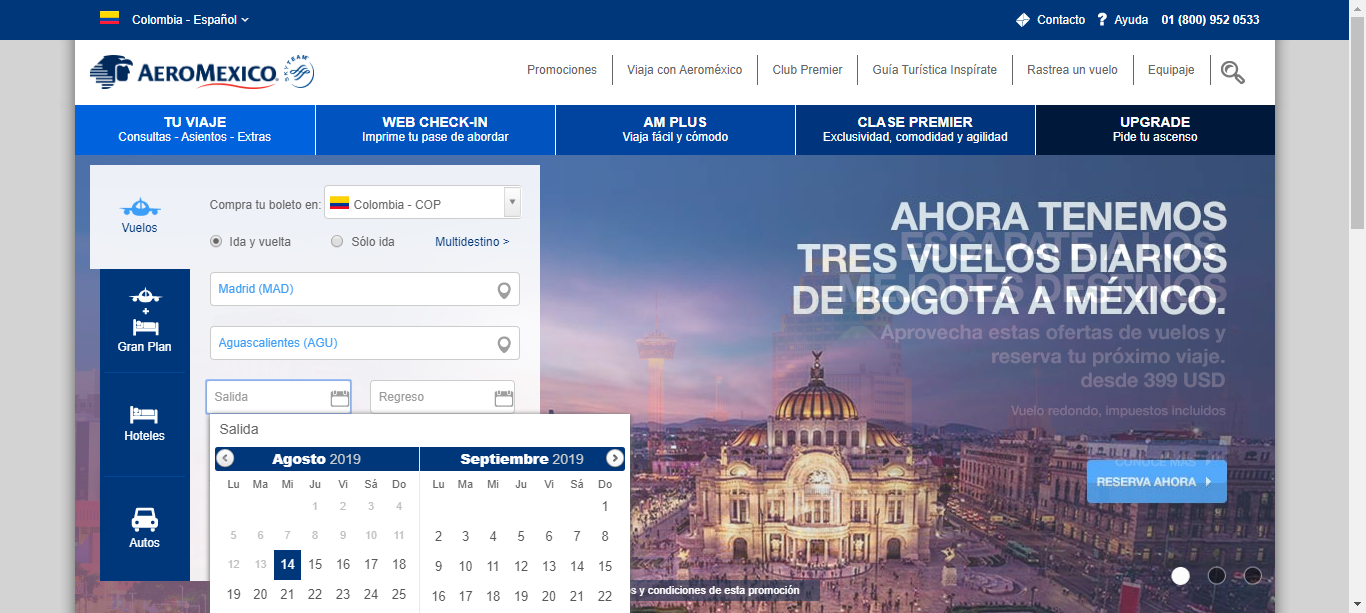 Colombia - Español
Contacto
? Ayuda
01 (800) 952 0533
AEROMEXICO.
SKYTEAM
Promociones
Viaja con Aeroméxico
Club Premier
Guía Turística Inspírate
Rastrea un vuelo
Equipaje
TU VIAJE
Consultas - Asientos - Extras
WEB CHECK-IN
Imprime tu pase de abordar
AM PLUS
Viaja fácil y cómodo
CLASE PREMIER
Exclusividad, comodidad y agilidad
UPGRADE
Pide tu ascenso
Vuelos
+
Gran Plan
Hoteles
Autos
Compra tu boleto en:
Colombia - COP
Ida y vuelta
Sólo ida
Multidestino >
Madrid (MAD)
Aguascalientes (AGU)
Salida
Regreso
Salida
Agosto 2019
Lu Ma Mi Ju Vi Sá Do
1 2 3 4
5 6 7 8 9 10 11
12 13 14 15 16 17 18
19 20 21 22 23 24 25
Septiembre 2019
Lu Ma Mi Ju Vi Sá Do
1
2 3 4 5 6 7 8
9 10 11 12 13 14 15
16 17 18 19 20 21 22
AHORA TENEMOS
TRES VUELOS DIARIOS
DE BOGOTÁ A MÉXICO.
ESCÁPATE A LOS
MEJORES DESTINOS
Aprovecha estas ofertas de vuelos y
reserva tu próximo viaje.
desde 399 USD
Vuelo redondo, impuestos incluidos
CONOCE MÁS
RESERVA AHORA
s y condiciones de esta promoción